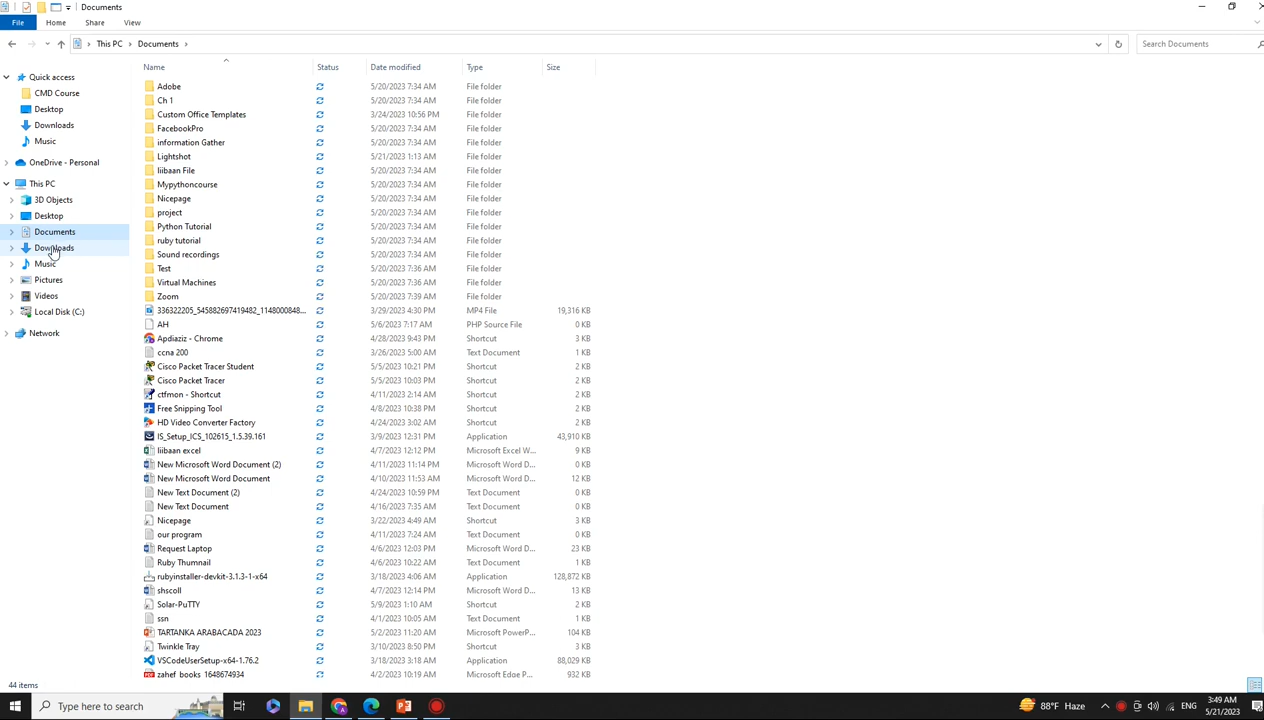 Documents
File Home Share View
This PC Documents Search Documents
Name Status Date modified Type Size
Quick access
CMD Course
Desktop
Downloads
Music
OneDrive - Personal
This PC
3D Objects
Desktop
Documents
Downloads
Music
Pictures
Videos
Local Disk (C:)
Network
Adobe 5/20/2023 7:34 AM File folder
Ch 1 5/20/2023 7:34 AM File folder
Custom Office Templates 3/24/2023 10:56 PM File folder
FacebookPro 5/20/2023 7:34 AM File folder
information Gather 5/20/2023 7:34 AM File folder
Lightshot 5/21/2023 1:13 AM File folder
liibaan File 5/20/2023 7:34 AM File folder
Mypythoncourse 5/20/2023 7:34 AM File folder
Nicepage 5/20/2023 7:34 AM File folder
project 5/20/2023 7:34 AM File folder
Python Tutorial 5/20/2023 7:34 AM File folder
ruby tutorial 5/20/2023 7:34 AM File folder
Sound recordings 5/20/2023 7:34 AM File folder
Test 5/20/2023 7:36 AM File folder
Virtual Machines 5/20/2023 7:36 AM File folder
Zoom 5/20/2023 7:39 AM File folder
336322205_545882697419482_1148000848... 3/29/2023 4:30 PM MP4 File 19,316 KB
AH 5/6/2023 7:17 AM PHP Source File 0 KB
Apdiaziz - Chrome 4/28/2023 9:43 PM Shortcut 3 KB
ccna 200 3/26/2023 5:00 AM Text Document 1 KB
Cisco Packet Tracer Student 5/5/2023 10:21 PM Shortcut 2 KB
Cisco Packet Tracer 5/5/2023 10:03 PM Shortcut 2 KB
ctfmon - Shortcut 4/11/2023 2:14 AM Shortcut 2 KB
Free Snipping Tool 4/8/2023 10:38 PM Shortcut 2 KB
HD Video Converter Factory 4/24/2023 3:02 AM Shortcut 2 KB
IS_Setup_ICS_102615_1.5.39.161 3/9/2023 12:31 PM Application 43,910 KB
liibaan excel 4/7/2023 12:12 PM Microsoft Excel W... 9 KB
New Microsoft Word Document (2) 4/11/2023 11:14 PM Microsoft Word D... 0 KB
New Microsoft Word Document 4/10/2023 11:53 AM Microsoft Word D... 12 KB
New Text Document (2) 4/24/2023 10:59 PM Text Document 0 KB
New Text Document 4/16/2023 7:35 AM Text Document 0 KB
Nicepage 3/22/2023 4:49 AM Shortcut 3 KB
our program 4/11/2023 7:24 AM Text Document 0 KB
Request Laptop 4/6/2023 12:03 PM Microsoft Word D... 23 KB
Ruby Thumnail 4/6/2023 10:22 AM Text Document 1 KB
rubyinstaller-devkit-3.1.3-1-x64 3/18/2023 4:06 AM Application 128,872 KB
shscoll 4/7/2023 12:14 PM Microsoft Word D... 13 KB
Solar-PuTTY 5/9/2023 1:10 AM Shortcut 2 KB
ssn 4/1/2023 10:05 AM Text Document 1 KB
TARTANKA ARABACADA 2023 5/2/2023 11:20 AM Microsoft PowerP... 104 KB
Twinkle Tray 3/10/2023 8:50 PM Shortcut 3 KB
VSCodeUserSetup-x64-1.76.2 3/18/2023 3:18 AM Application 88,029 KB
zahef_books_1648674934 4/2/2023 10:19 AM Microsoft Edge P... 932 KB
44 items
Type here to search 88°F Haze ENG 3:49 AM
5/21/2023